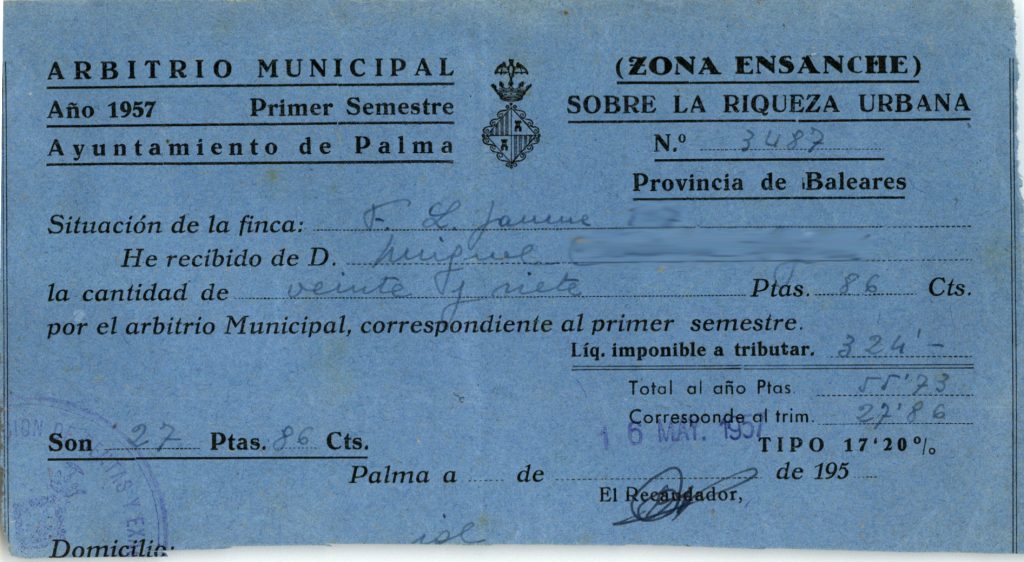 ARBITRIO MUNICIPAL
Año 1957 Primer Semestre
Ayuntamiento de Palma
(ZONA ENSANCHE)
SOBRE LA RIQUEZA URBANA
N.º 3487
Provincia de Baleares
Situación de la finca: F. L. Jaume
He recibido de D. Miguel
la cantidad de veinte y siete Ptas. 86 Cts.
por el arbitrio Municipal, correspondiente al primer semestre.
Líq. imponible a tributar. 324'-
Total al año Ptas 55'73
Corresponde al trim. 27'86
16 MAY. 1957
TIPO 17'20%
Son 27 Ptas. 86 Cts.
Palma a de de 195
El Recaudador,
Domicilio: